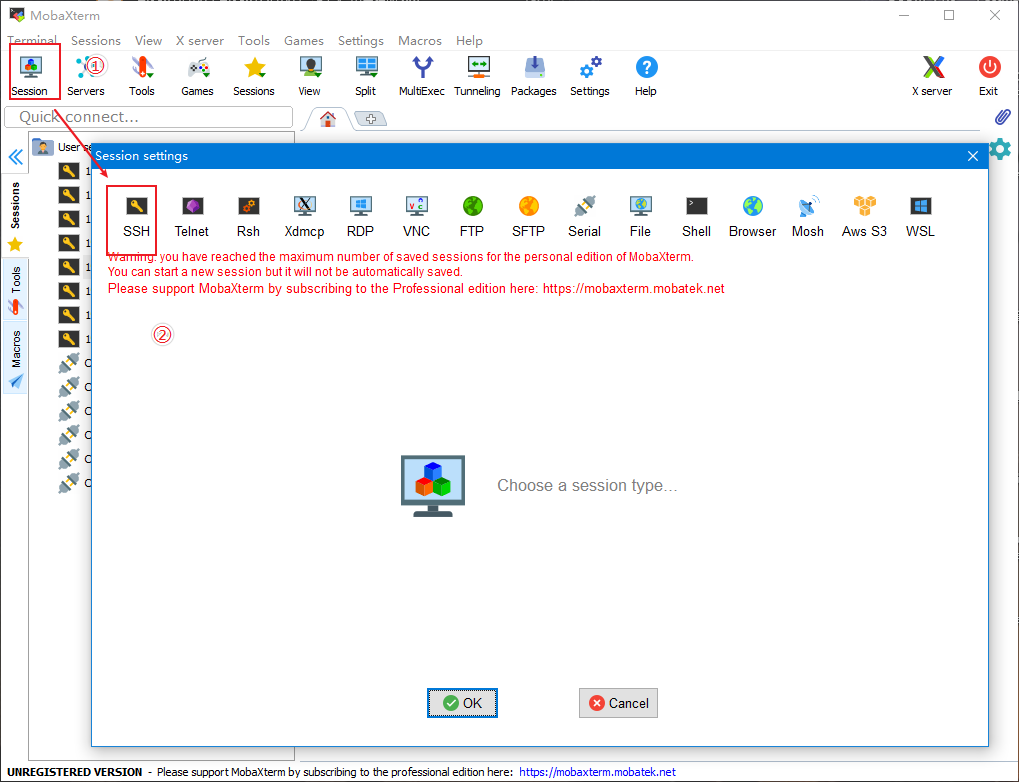 MobaXterm
Terminal Sessions View X server Tools Games Settings Macros Help
Session Servers Tools Games Sessions View Split MultiExec Tunneling Packages Settings Help X server Exit
①
Quick connect...
User se
Sessions
Tools
Macros
1
1
1
1
1
1
1
1
C
C
C
C
C
C
Session settings
SSH Telnet Rsh Xdmcp RDP VNC FTP SFTP Serial File Shell Browser Mosh Aws S3 WSL
Warning: you have reached the maximum number of saved sessions for the personal edition of MobaXterm.
You can start a new session but it will not be automatically saved.
Please support MobaXterm by subscribing to the Professional edition here: https://mobaxterm.mobatek.net
②
Choose a session type...
OK Cancel
UNREGISTERED VERSION - Please support MobaXterm by subscribing to the professional edition here: https://mobaxterm.mobatek.net